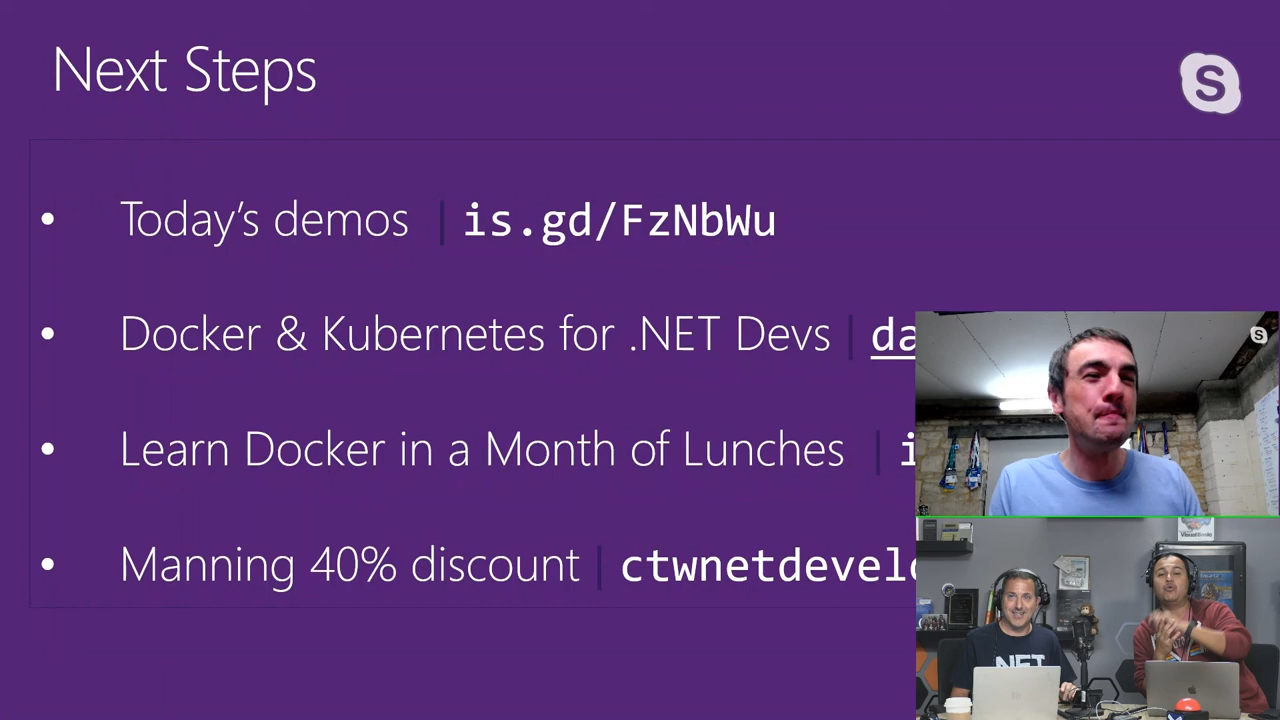 Next Steps
• Today's demos | is.gd/FzNbWu
• Docker & Kubernetes for .NET Devs | da
• Learn Docker in a Month of Lunches | i
• Manning 40% discount | ctwnetdevel
S
.NET